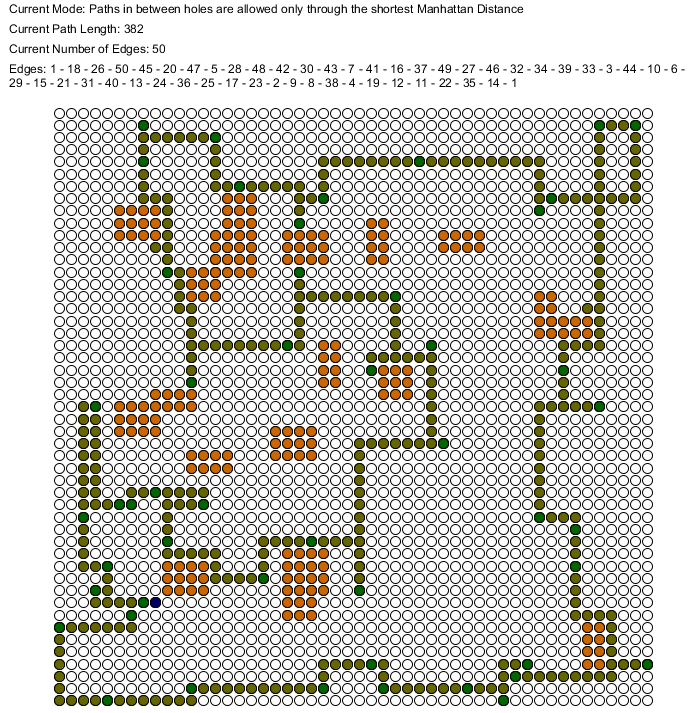 Current Mode: Paths in between holes are allowed only through the shortest Manhattan Distance
Current Path Length: 382
Current Number of Edges: 50
Edges: 1 - 18 - 26 - 50 - 45 - 20 - 47 - 5 - 28 - 48 - 42 - 30 - 43 - 7 - 41 - 16 - 37 - 49 - 27 - 46 - 32 - 34 - 39 - 33 - 3 - 44 - 10 - 6 -
29 - 15 - 21 - 31 - 40 - 13 - 24 - 36 - 25 - 17 - 23 - 2 - 9 - 8 - 38 - 4 - 19 - 12 - 11 - 22 - 35 - 14 - 1